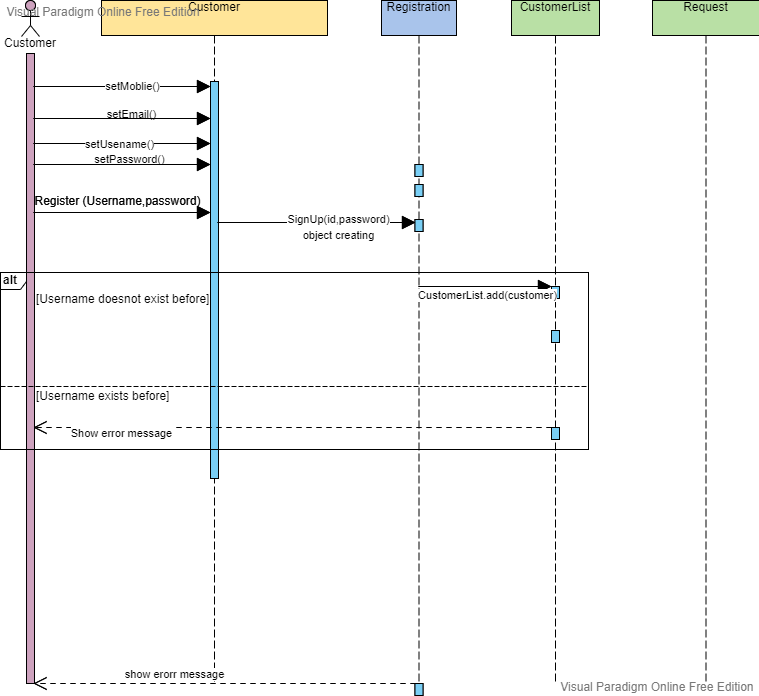 Visual Paradigm Online Free Edition
Customer
Registration
CustomerList
Request
Customer
setMoblie()
setEmail()
setUsename()
setPassword()
Register (Username,password)
SignUp(id,password)
object creating
alt
[Username doesnot exist before]
CustomerList.add(customer)
[Username exists before]
Show error message
show erorr message
Visual Paradigm Online Free Edition